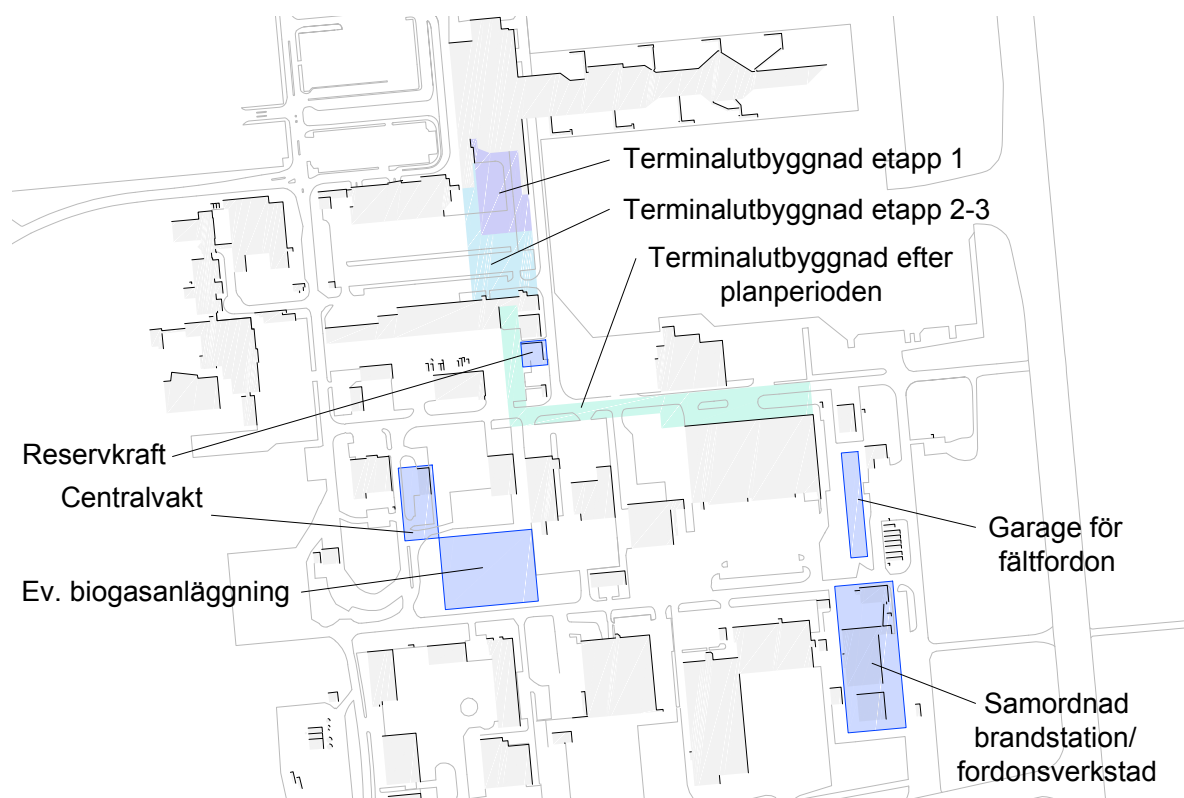 Terminalutbyggnad etapp 1
Terminalutbyggnad etapp 2-3
Terminalutbyggnad efter
planperioden
Reservkraft
Centralvakt
Ev. biogasanläggning
Garage för
fältfordon
Samordnad
brandstation/
fordonsverkstad